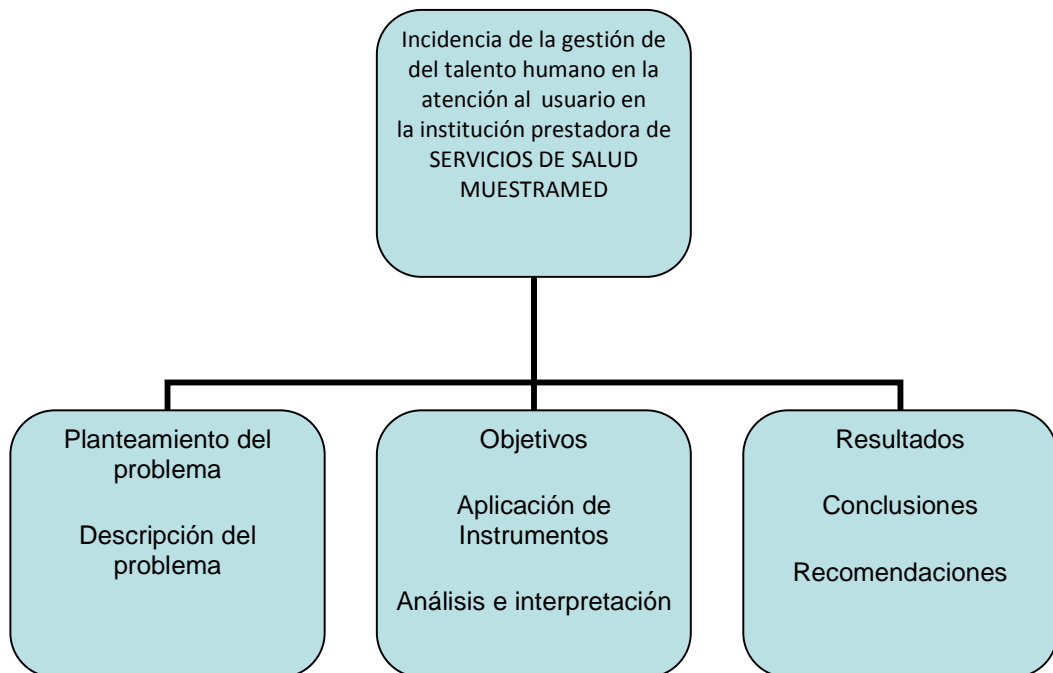 Incidencia de la gestión de
del talento humano en la
atención al usuario en
la institución prestadora de
SERVICIOS DE SALUD
MUESTRAMED
Planteamiento del
problema
Descripción del
problema
Objetivos
Aplicación de
Instrumentos
Análisis e interpretación
Resultados
Conclusiones
Recomendaciones